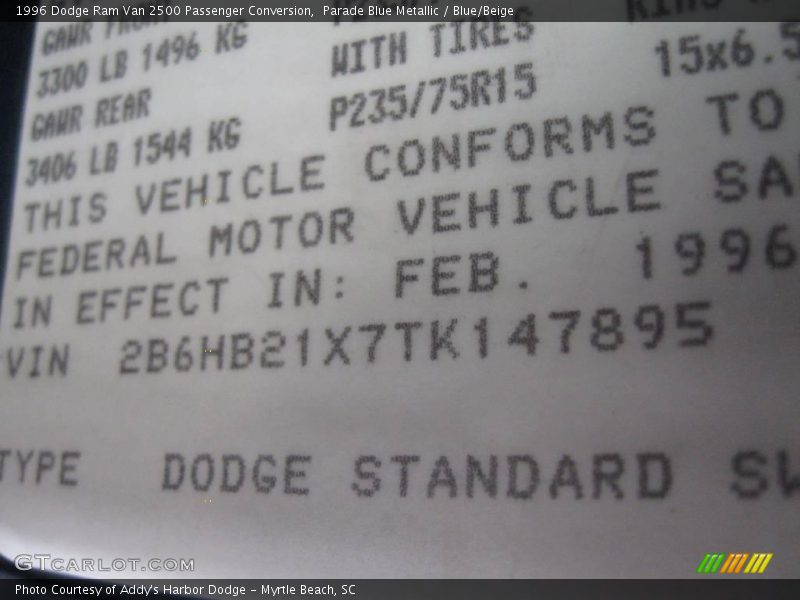 1996 Dodge Ram Van 2500 Passenger Conversion,  Parade Blue Metallic / Blue/Beige
GAWR FRONT
3300 LB 1496 KG WITH TIRES 15x6.5
GAWR REAR P235/75R15
3406 LB 1544 KG
THIS VEHICLE CONFORMS TO
FEDERAL MOTOR VEHICLE SA
IN EFFECT IN: FEB. 1996
VIN 2B6HB21X7TK147895
TYPE DODGE STANDARD SW
GTCARLOT.COM
Photo Courtesy of Addy's Harbor Dodge – Myrtle Beach, SC